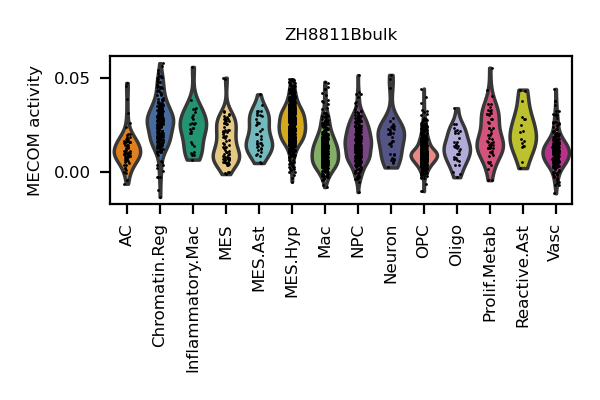 ZH8811Bbulk
MECOM activity
0.05
0.00
AC
Chromatin.Reg
Inflammatory.Mac
MES
MES.Ast
MES.Hyp
Mac
NPC
Neuron
OPC
Oligo
Prolif.Metab
Reactive.Ast
Vasc